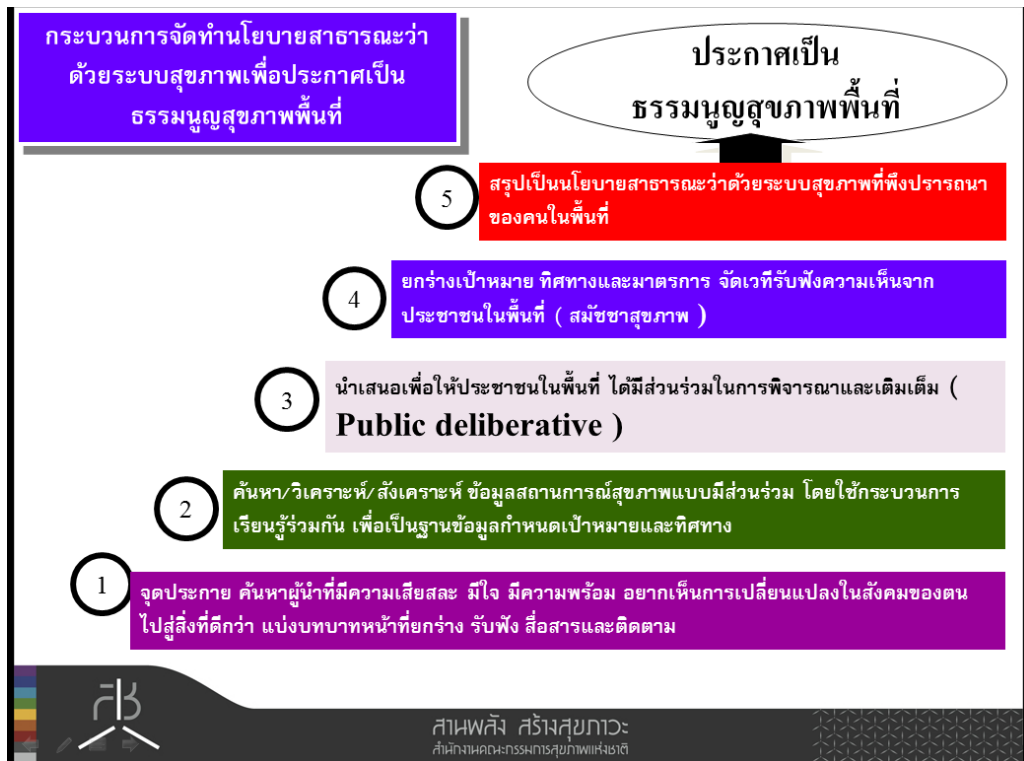 กระบวนการจัดทำนโยบายสาธารณะว่า
ด้วยระบบสุขภาพเพื่อประกาศเป็น
ธรรมนูญสุขภาพพื้นที่
ประกาศเป็น
ธรรมนูญสุขภาพพื้นที่
5
สรุปเป็นนโยบายสาธารณะว่าด้วยระบบสุขภาพที่พึงปรารถนา
ของคนในพื้นที่
4
ยกร่างเป้าหมาย ทิศทางและมาตรการ จัดเวทีรับฟังความเห็นจาก
ประชาชนในพื้นที่ ( สมัชชาสุขภาพ )
3
นำเสนอเพื่อให้ประชาชนในพื้นที่ ได้มีส่วนร่วมในการพิจารณาและเติมเต็ม (
Public deliberative )
2
ค้นหา/วิเคราะห์/สังเคราะห์ ข้อมูลสถานการณ์สุขภาพแบบมีส่วนร่วม โดยใช้กระบวนการ
เรียนรู้ร่วมกัน เพื่อเป็นฐานข้อมูลกำหนดเป้าหมายและทิศทาง
1
จุดประกาย ค้นหาผู้นำที่มีความเสียสละ มีใจ มีความพร้อม อยากเห็นการเปลี่ยนแปลงในสังคมของตน
ไปสู่สิ่งที่ดีกว่า แบ่งบทบาทหน้าที่ยกร่าง รับฟัง สื่อสารและติดตาม
สานพลัง สร้างสุขภาวะ
สำนักงานคณะกรรมการสุขภาพแห่งชาติ